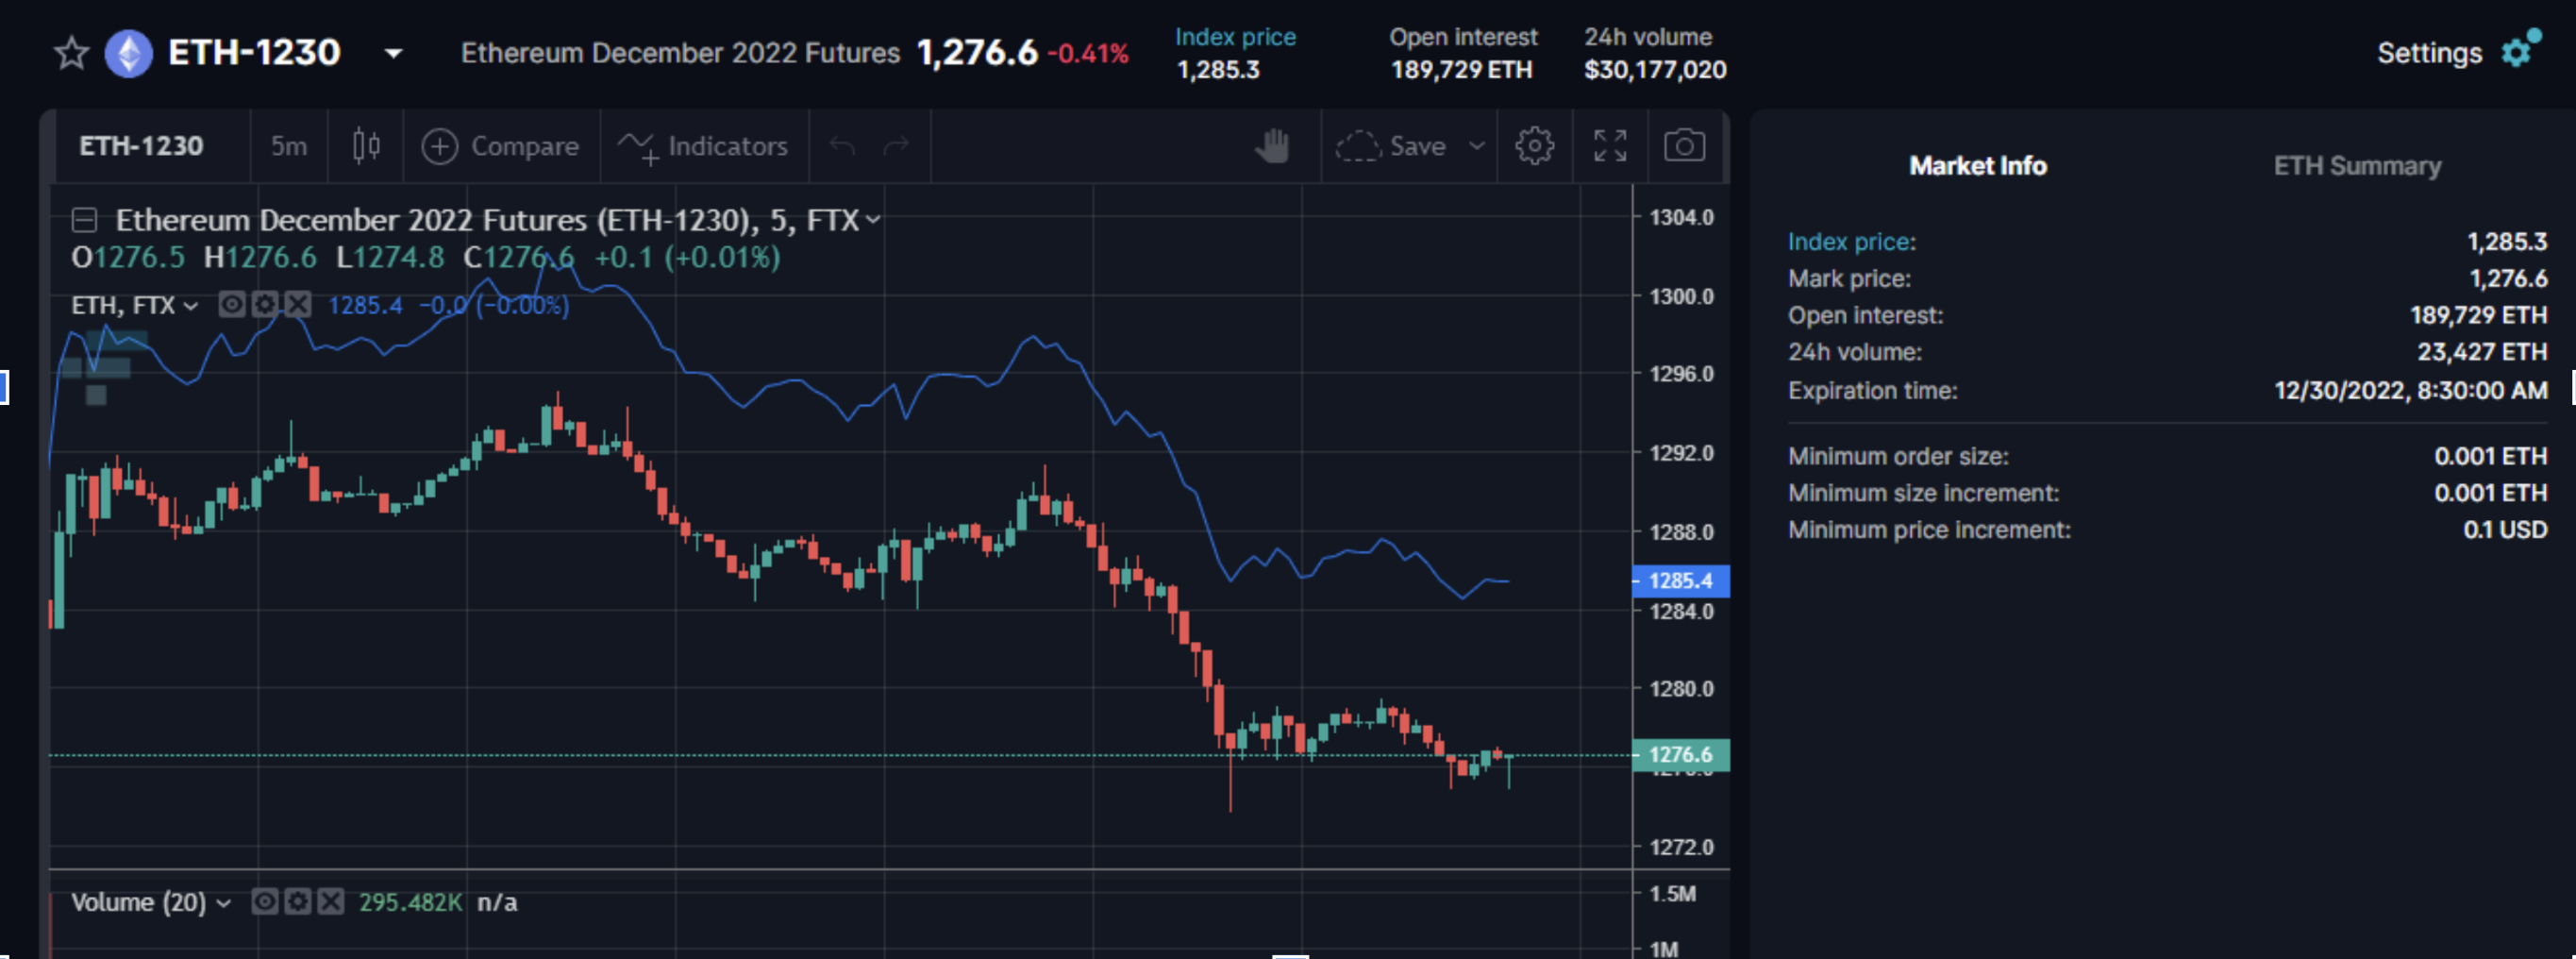 ETH-1230 Ethereum December 2022 Futures 1,276.6 -0.41%
Index price
1,285.3
Open interest
189,729 ETH
24h volume
$30,177,020
Settings
ETH-1230 5m Compare Indicators Save
Ethereum December 2022 Futures (ETH-1230), 5, FTX
O1276.5 H1276.6 L1274.8 C1276.6 +0.1 (+0.01%)
ETH, FTX 1285.4 −0.0 (−0.00%)
1304.0
1300.0
1296.0
1292.0
1288.0
1285.4
1284.0
1280.0
1276.6
1272.0
Volume (20) 295.482K n/a
1.5M
1M
Market Info ETH Summary
Index price: 1,285.3
Mark price: 1,276.6
Open interest: 189,729 ETH
24h volume: 23,427 ETH
Expiration time: 12/30/2022, 8:30:00 AM
Minimum order size: 0.001 ETH
Minimum size increment: 0.001 ETH
Minimum price increment: 0.1 USD